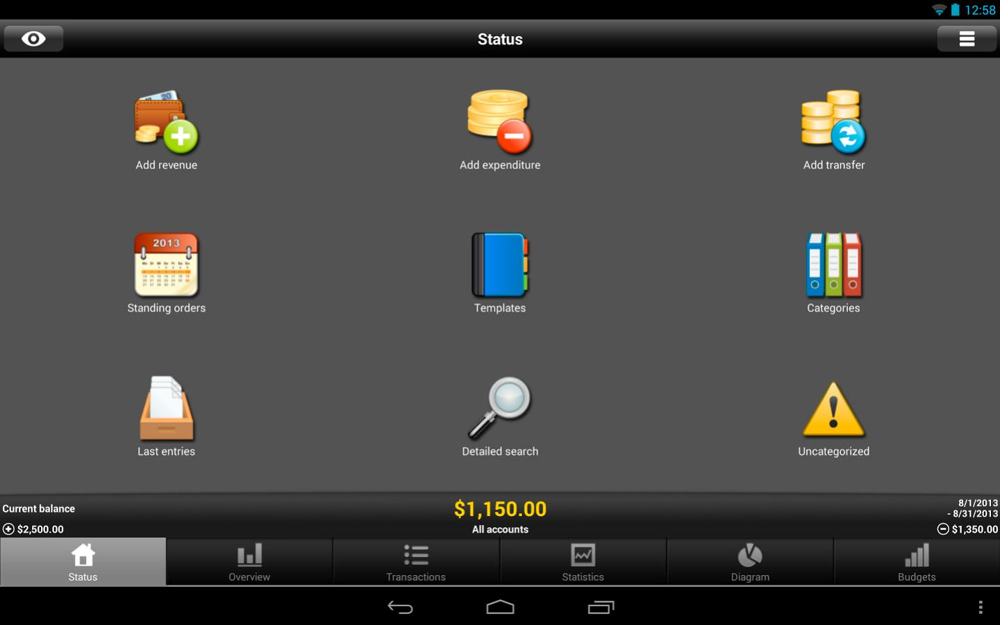 12:58
Status
20
Add revenue
Add expenditure
Add transfer
2013
Standing orders
Templates
Categories
Last entries
Detailed search
Uncategorized
Current balance
$1,150.00
8/1/2013
- 8/31/2013
$2,500.00
All accounts
$1,350.00
Status
Overview
Transactions
Statistics
Diagram
Budgets